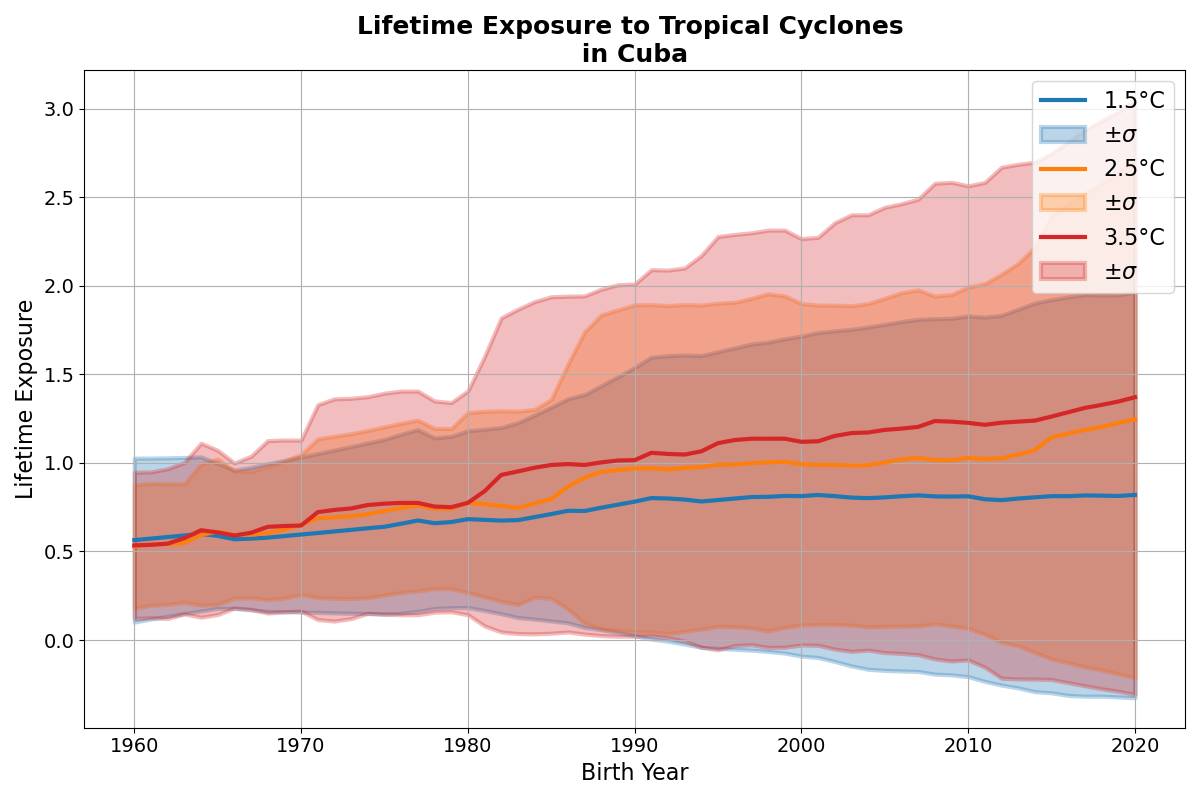 Lifetime Exposure to Tropical Cyclones
in Cuba
Lifetime Exposure
3.0
2.5
2.0
1.5
1.0
0.5
0.0
1960 1970 1980 1990 2000 2010 2020
Birth Year
1.5°C
±σ
2.5°C
±σ
3.5°C
±σ